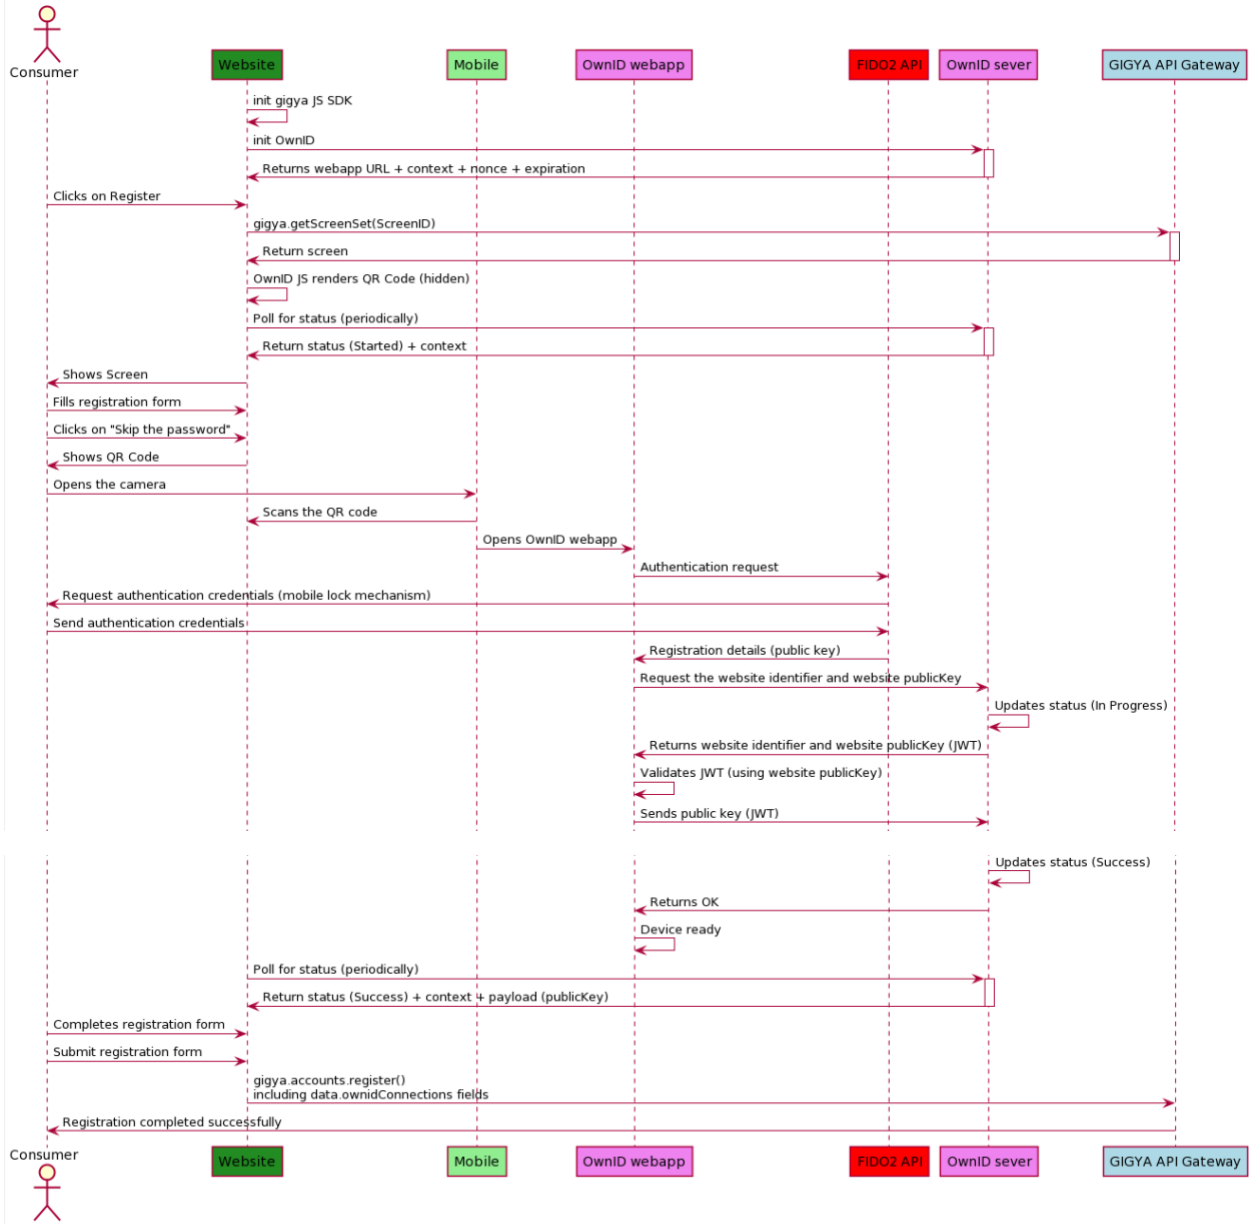 Consumer
Website
Mobile
OwnID webapp
FIDO2 API
OwnID sever
GIGYA API Gateway
init gigya JS SDK
init OwnID
Returns webapp URL + context + nonce + expiration
Clicks on Register
gigya.getScreenSet(ScreenID)
Return screen
OwnID JS renders QR Code (hidden)
Poll for status (periodically)
Return status (Started) + context
Shows Screen
Fills registration form
Clicks on "Skip the password"
Shows QR Code
Opens the camera
Scans the QR code
Opens OwnID webapp
Authentication request
Request authentication credentials (mobile lock mechanism)
Send authentication credentials
Registration details (public key)
Request the website identifier and website publicKey
Updates status (In Progress)
Returns website identifier and website publicKey (JWT)
Validates JWT (using website publicKey)
Sends public key (JWT)
Updates status (Success)
Returns OK
Device ready
Poll for status (periodically)
Return status (Success) + context + payload (publicKey)
Completes registration form
Submit registration form
gigya.accounts.register()
including data.ownidConnections fields
Registration completed successfully
Consumer
Website
Mobile
OwnID webapp
FIDO2 API
OwnID sever
GIGYA API Gateway